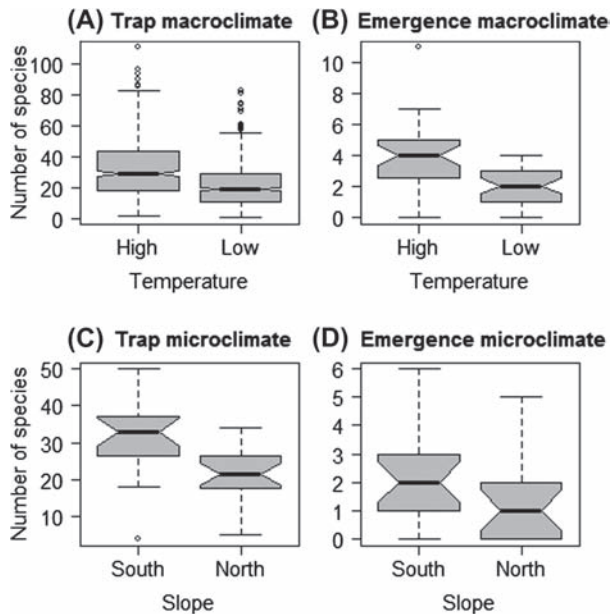 (A) Trap macroclimate
Number of species
100
80
60
40
20
0
High Low
Temperature
(B) Emergence macroclimate
10
8
6
4
2
0
High Low
Temperature
(C) Trap microclimate
Number of species
50
40
30
20
10
South North
Slope
(D) Emergence microclimate
6
5
4
3
2
1
0
South North
Slope